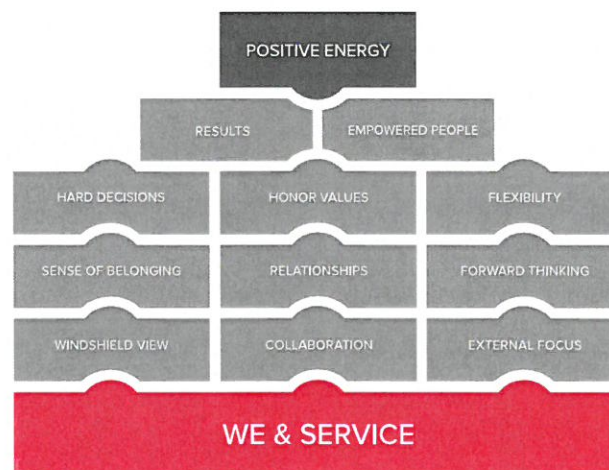 POSITIVE ENERGY
RESULTS
EMPOWERED PEOPLE
HARD DECISIONS
HONOR VALUES
FLEXIBILITY
SENSE OF BELONGING
RELATIONSHIPS
FORWARD THINKING
WINDSHIELD VIEW
COLLABORATION
EXTERNAL FOCUS
WE & SERVICE